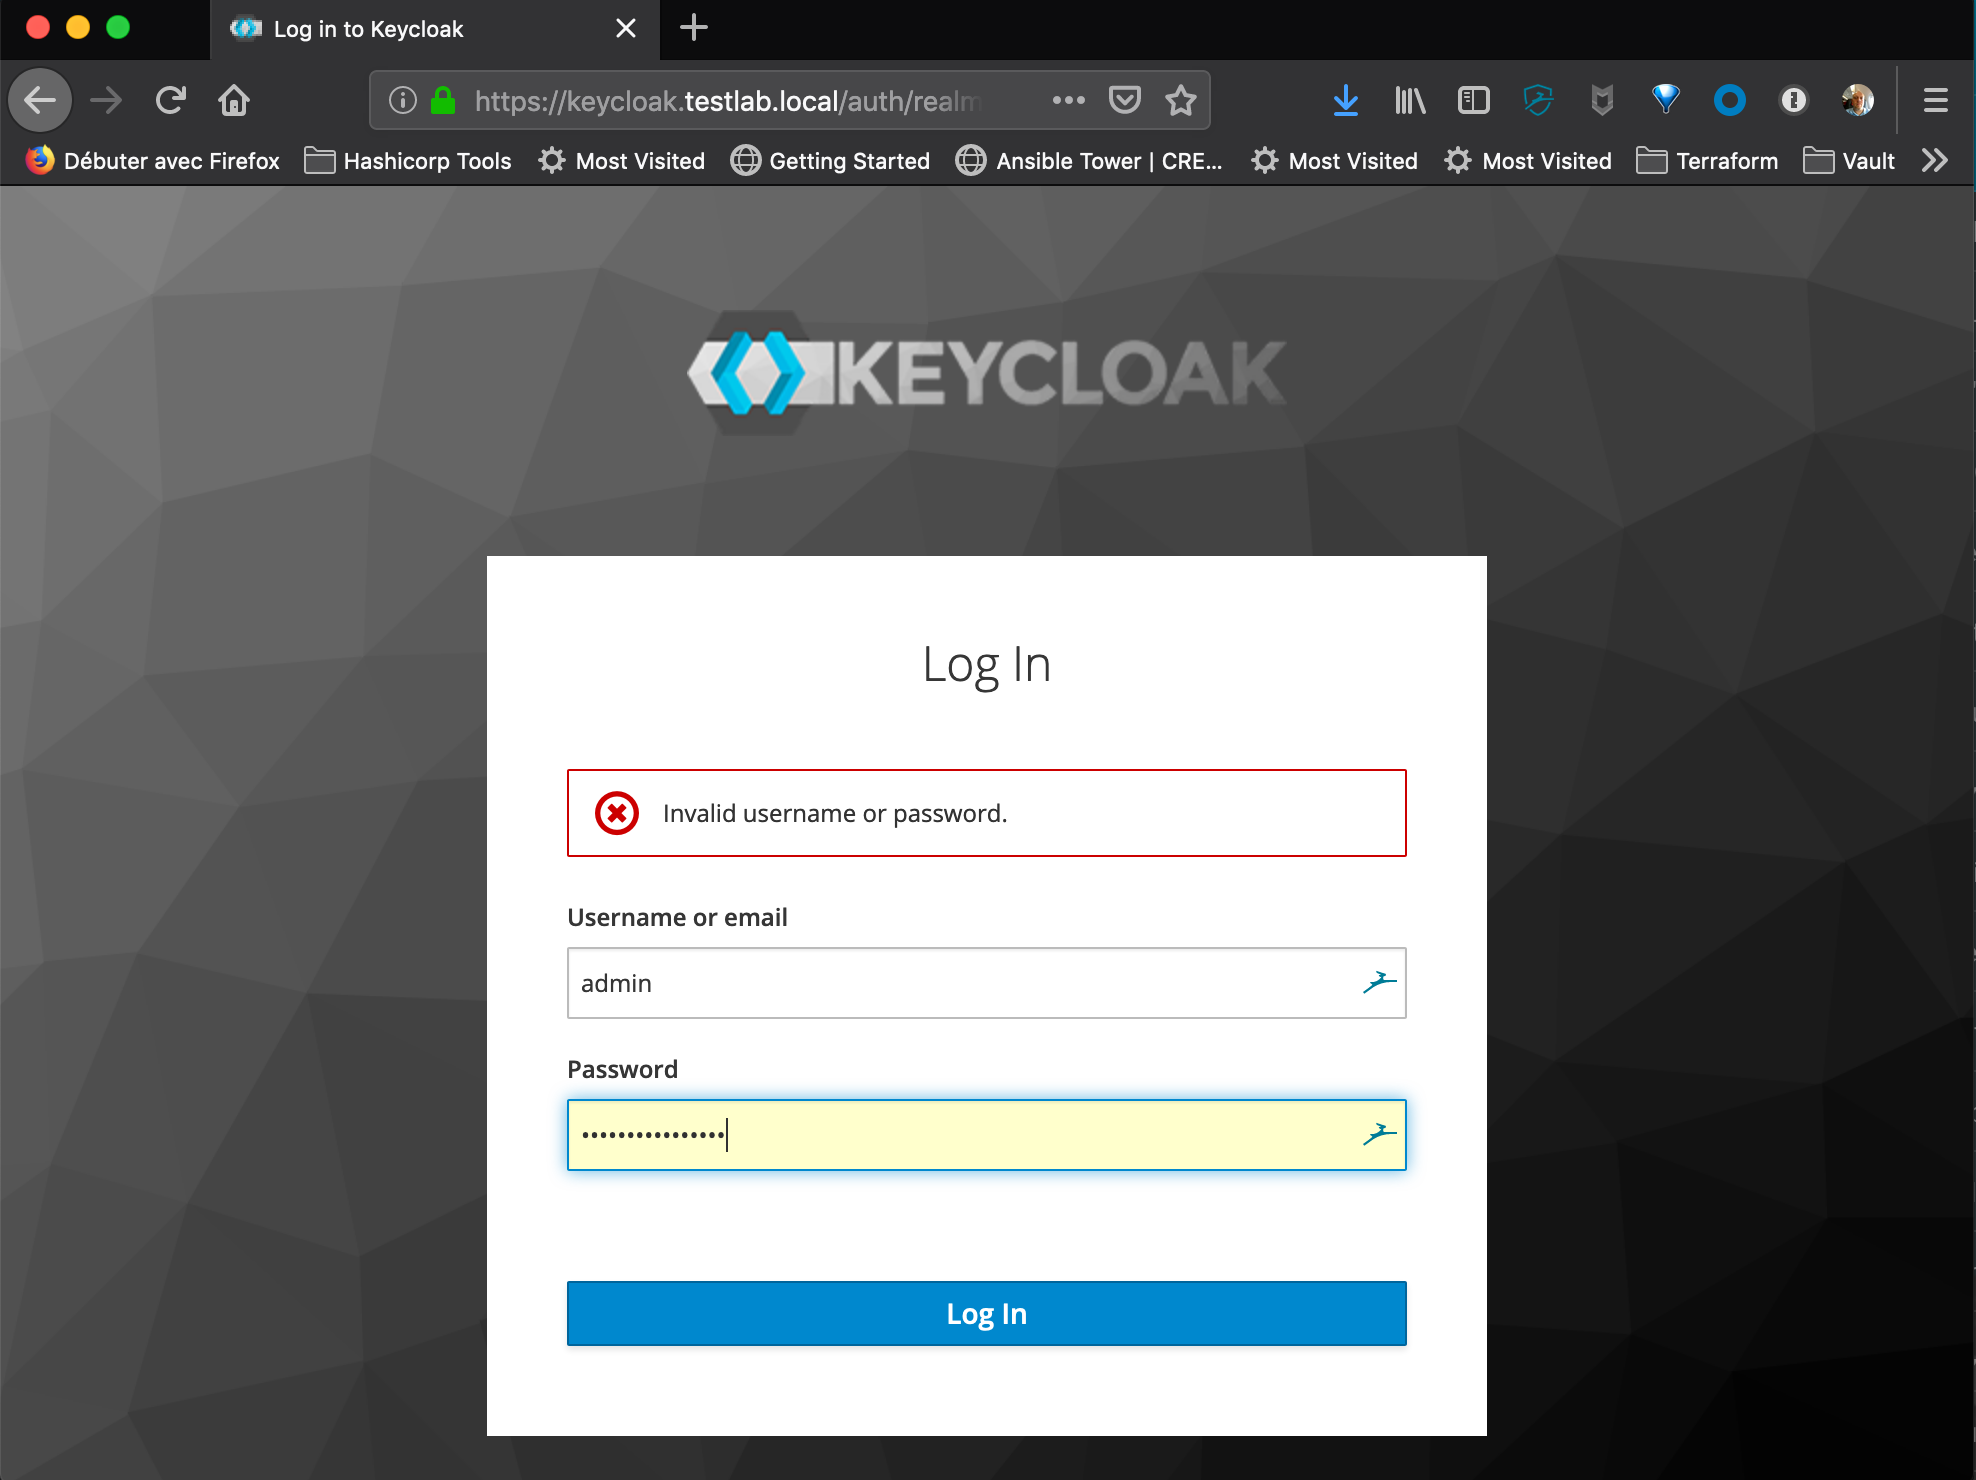 Log in to Keycloak
https://keycloak.testlab.local/auth/realm
Débuter avec Firefox
Hashicorp Tools
Most Visited
Getting Started
Ansible Tower | CRE...
Most Visited
Most Visited
Terraform
Vault
KEYCLOAK
Log In
Invalid username or password.
Username or email
admin
Password
••••••••••••••••
Log In